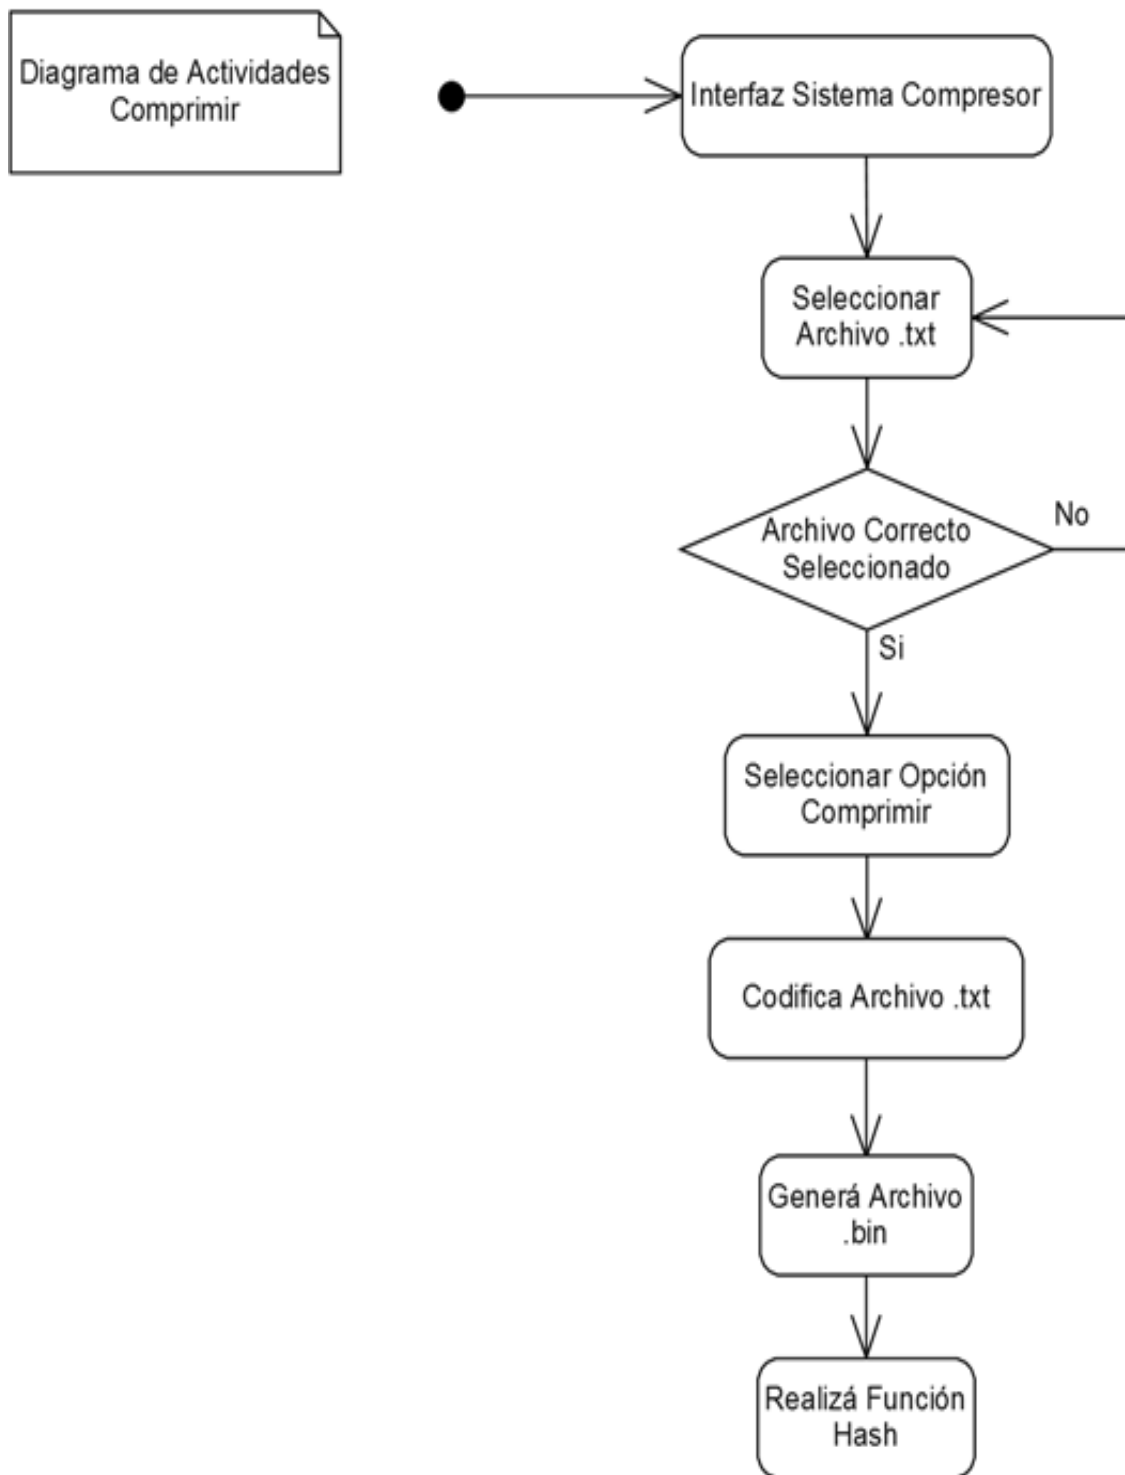 Diagrama de Actividades
Comprimir
Interfaz Sistema Compresor
Seleccionar
Archivo .txt
Archivo Correcto
Seleccionado
No
Si
Seleccionar Opción
Comprimir
Codifica Archivo .txt
Generá Archivo
.bin
Realizá Función
Hash